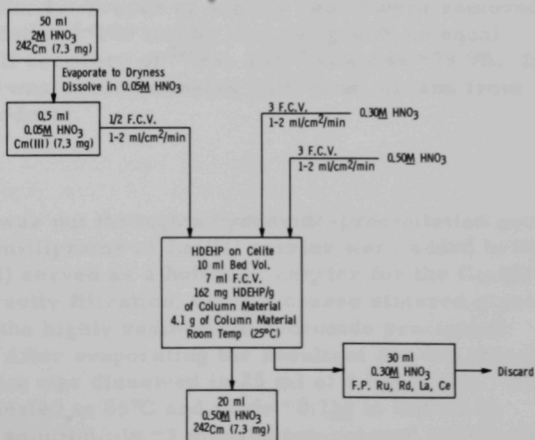 50 ml
2M HNO3
242Cm (7.3 mg)
Evaporate to Dryness
Dissolve in 0.05M HNO3
0.5 ml
0.05M HNO3
Cm(III) (7.3 mg)
1/2 F.C.V.
1-2 ml/cm2/min
3 F.C.V.
1-2 ml/cm2/min
0.30M HNO3
3 F.C.V.
1-2 ml/cm2/min
0.50M HNO3
HDEHP on Celite
10 ml Bed Vol.
7 ml F.C.V.
162 mg HDEHP/g
of Column Material
4.1 g of Column Material
Room Temp (25°C)
30 ml
0.30M HNO3
F.P. Ru, Rd, La, Ce
Discard
20 ml
0.50M HNO3
242Cm (7.3 mg)